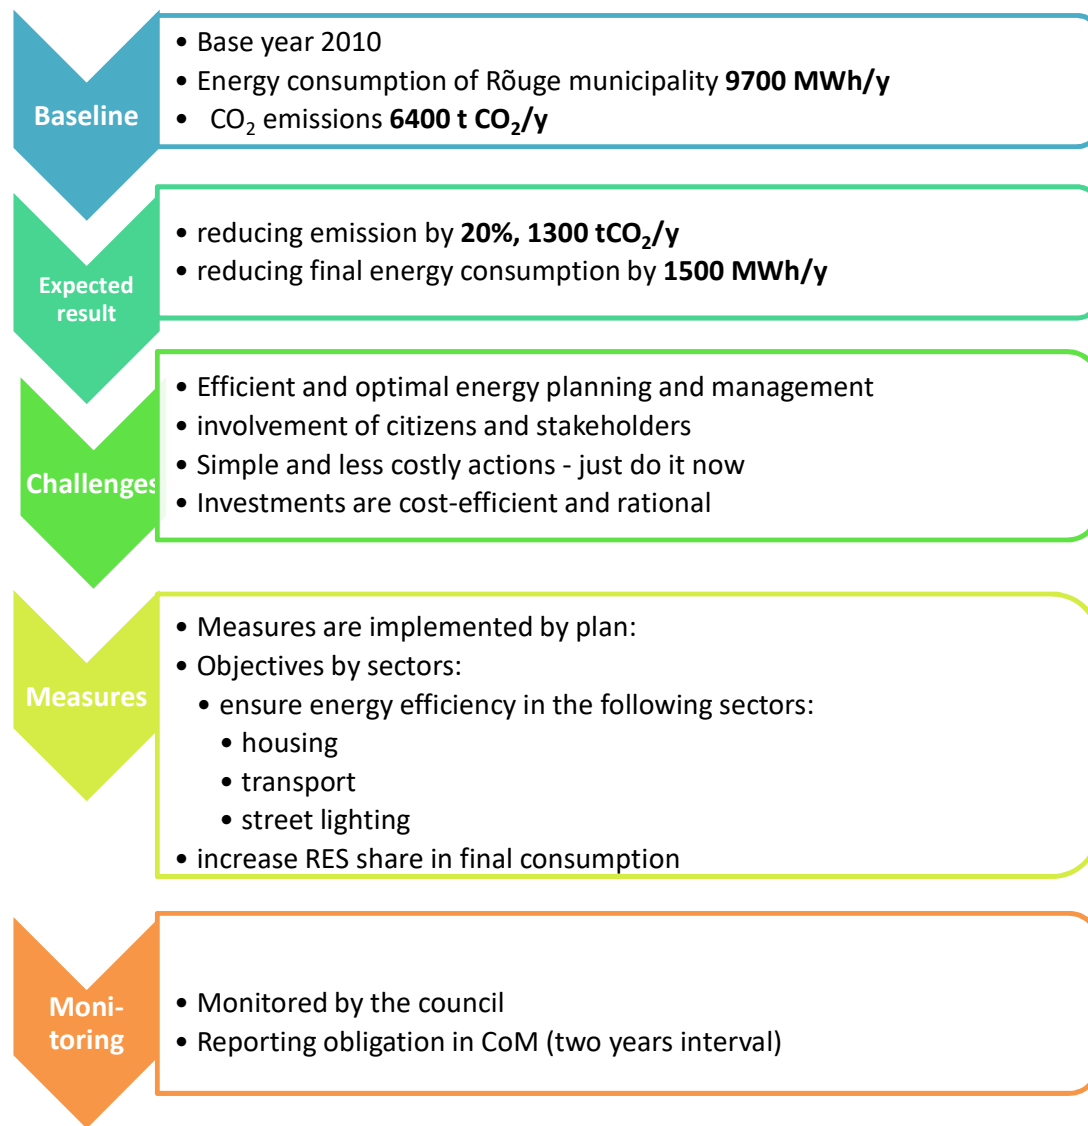 Baseline
• Base year 2010
• Energy consumption of Rõuge municipality 9700 MWh/y
• CO₂ emissions 6400 t CO₂/y
Expected
result
• reducing emission by 20%, 1300 tCO₂/y
• reducing final energy consumption by 1500 MWh/y
Challenges
• Efficient and optimal energy planning and management
• involvement of citizens and stakeholders
• Simple and less costly actions - just do it now
• Investments are cost-efficient and rational
Measures
• Measures are implemented by plan:
• Objectives by sectors:
• ensure energy efficiency in the following sectors:
• housing
• transport
• street lighting
• increase RES share in final consumption
Moni-
toring
• Monitored by the council
• Reporting obligation in CoM (two years interval)